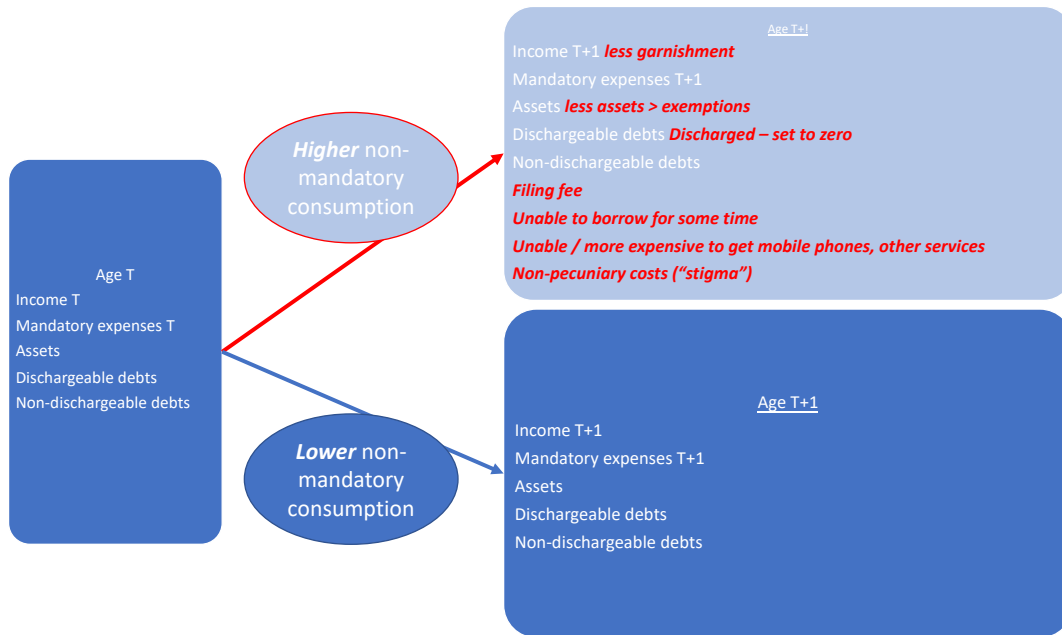 Age T
Income T
Mandatory expenses T
Assets
Dischargeable debts
Non-dischargeable debts
Higher non-
mandatory
consumption
Lower non-
mandatory
consumption
Age T+!
Income T+1 less garnishment
Mandatory expenses T+1
Assets less assets > exemptions
Dischargeable debts Discharged – set to zero
Non-dischargeable debts
Filing fee
Unable to borrow for some time
Unable / more expensive to get mobile phones, other services
Non-pecuniary costs (“stigma”)
Age T+1
Income T+1
Mandatory expenses T+1
Assets
Dischargeable debts
Non-dischargeable debts